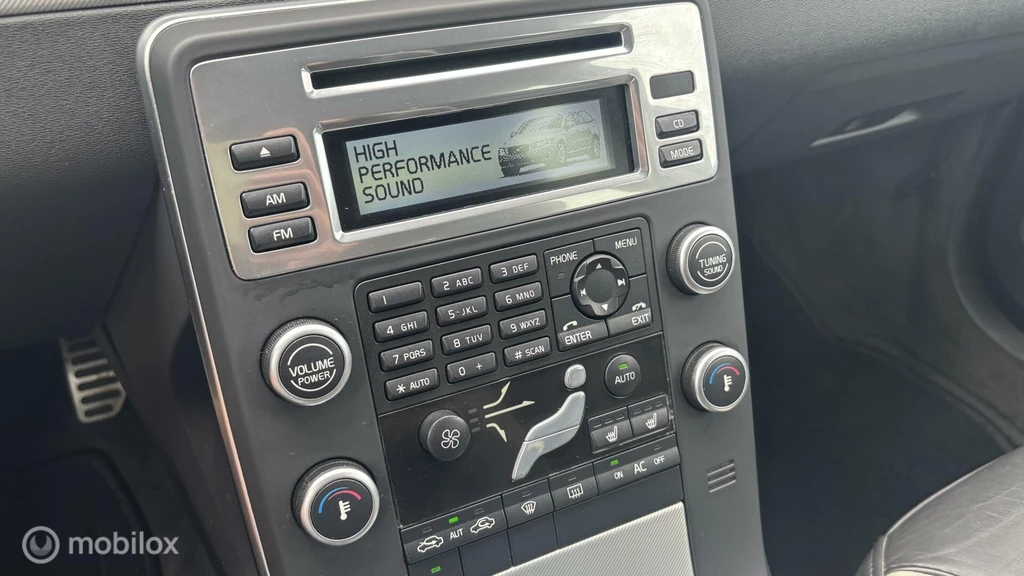 HIGH
PERFORMANCE
SOUND
AM
FM
CD
MODE
1
2 ABC
3 DEF
4 GHI
5·JKL
6 MNO
7 PQRS
8 TUV
9 WXYZ
* AUTO
0 +
# SCAN
PHONE
MENU
ENTER
EXIT
TUNING
SOUND
VOLUME
POWER
AUTO
AUT
ON AC OFF
mobilox